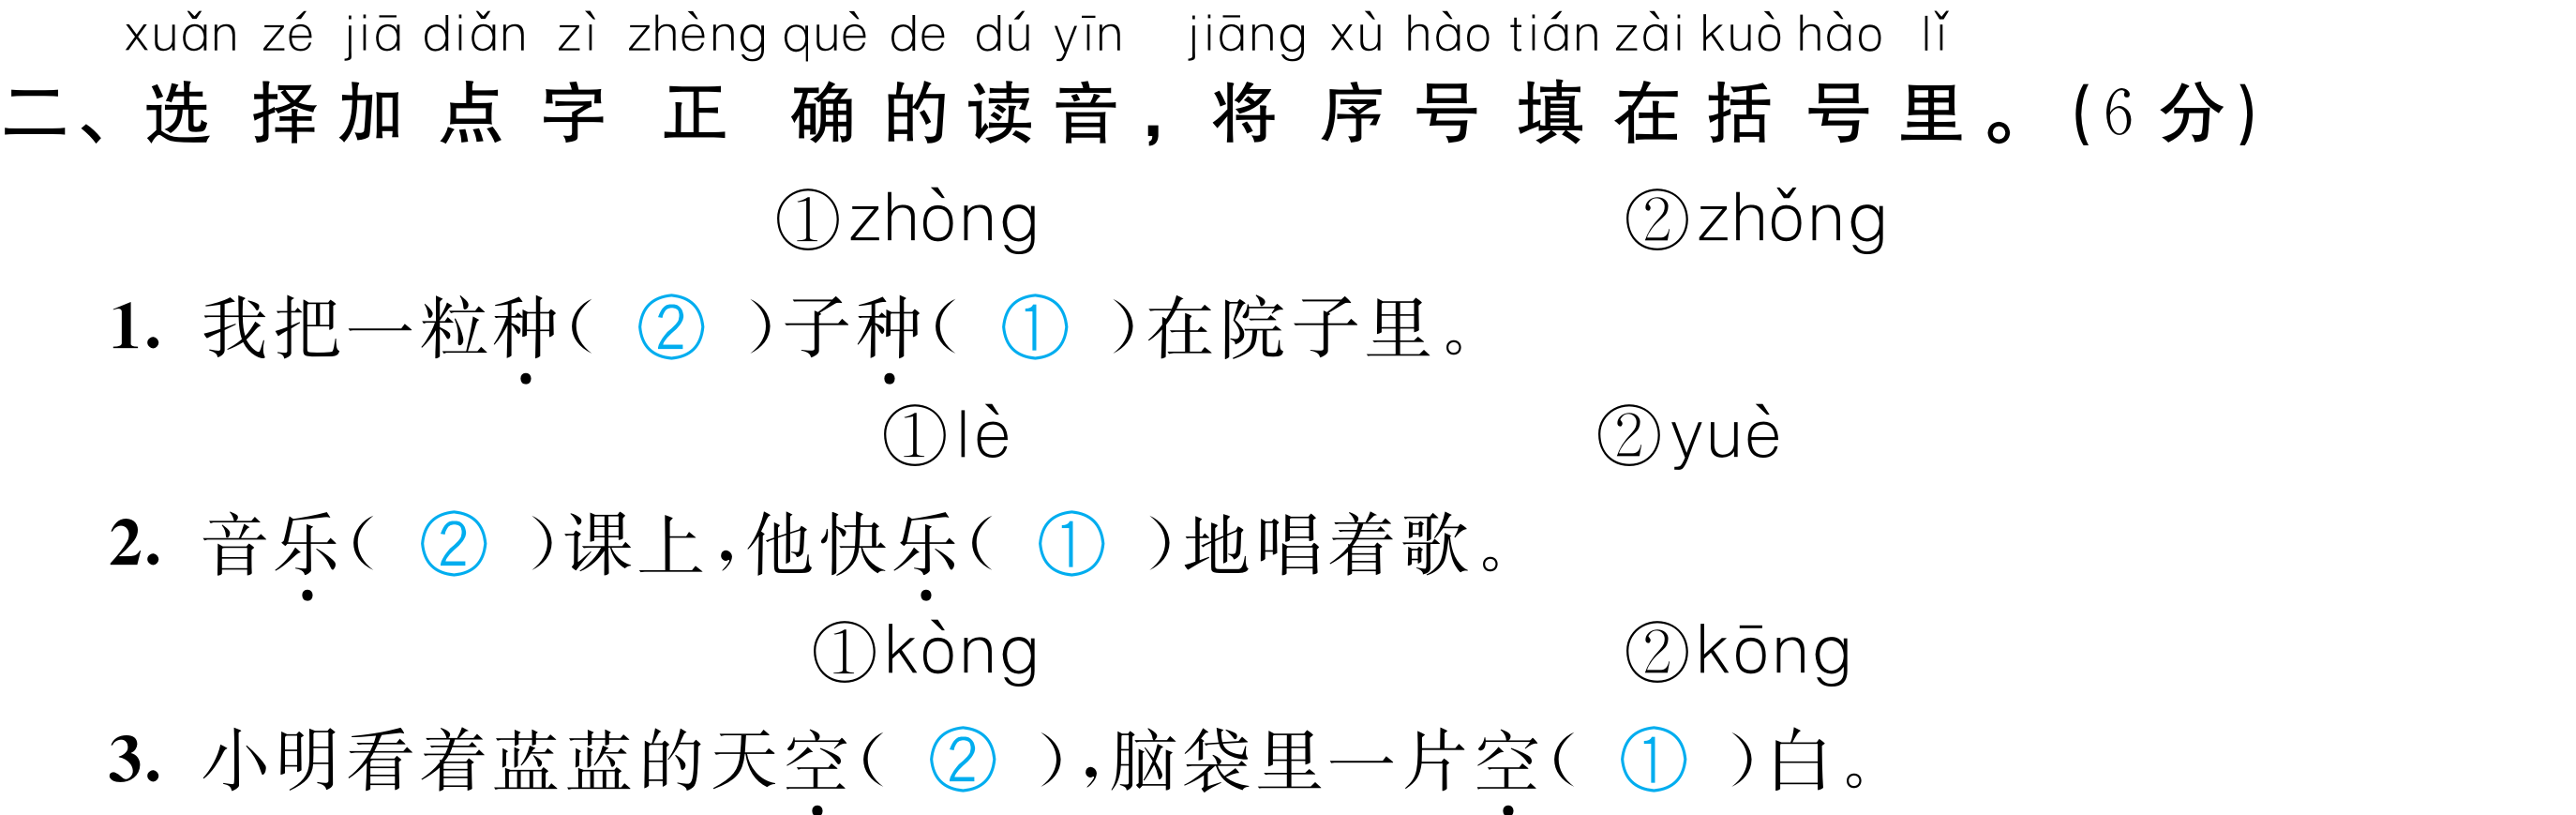 xuǎn zé jiā diǎn zì zhèng què de dú yīn jiāng xù hào tián zài kuò hào lǐ
二、选择加点字正确的读音，将序号填在括号里。(6分)
①zhòng ②zhǒng
1. 我把一粒种( ② )子种( ① )在院子里。
①lè ②yuè
2. 音乐( ② )课上,他快乐( ① )地唱着歌。
①kòng ②kōng
3. 小明看着蓝蓝的天空( ② ),脑袋里一片空( ① )白。